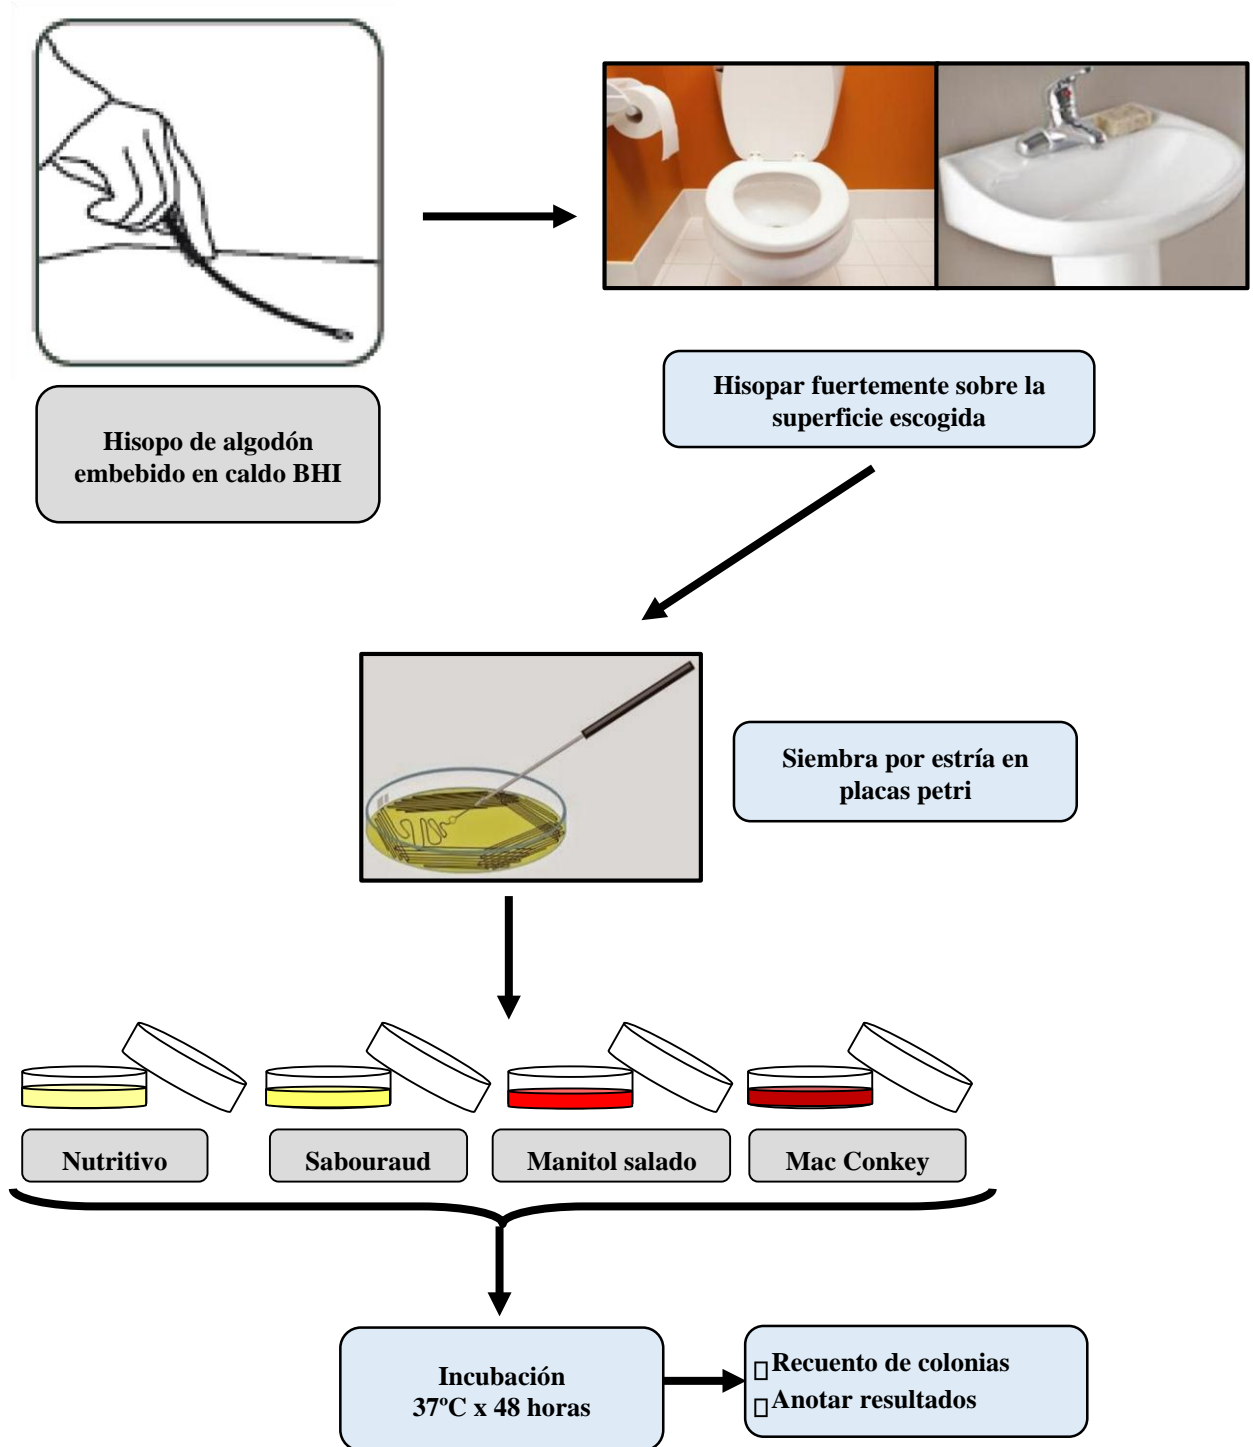 Hisopo de algodón
embebido en caldo BHI
Hisopar fuertemente sobre la
superficie escogida
Siembra por estría en
placas petri
Nutritivo
Sabouraud
Manitol salado
Mac Conkey
Incubación
37ºC x 48 horas
Recuento de colonias
Anotar resultados